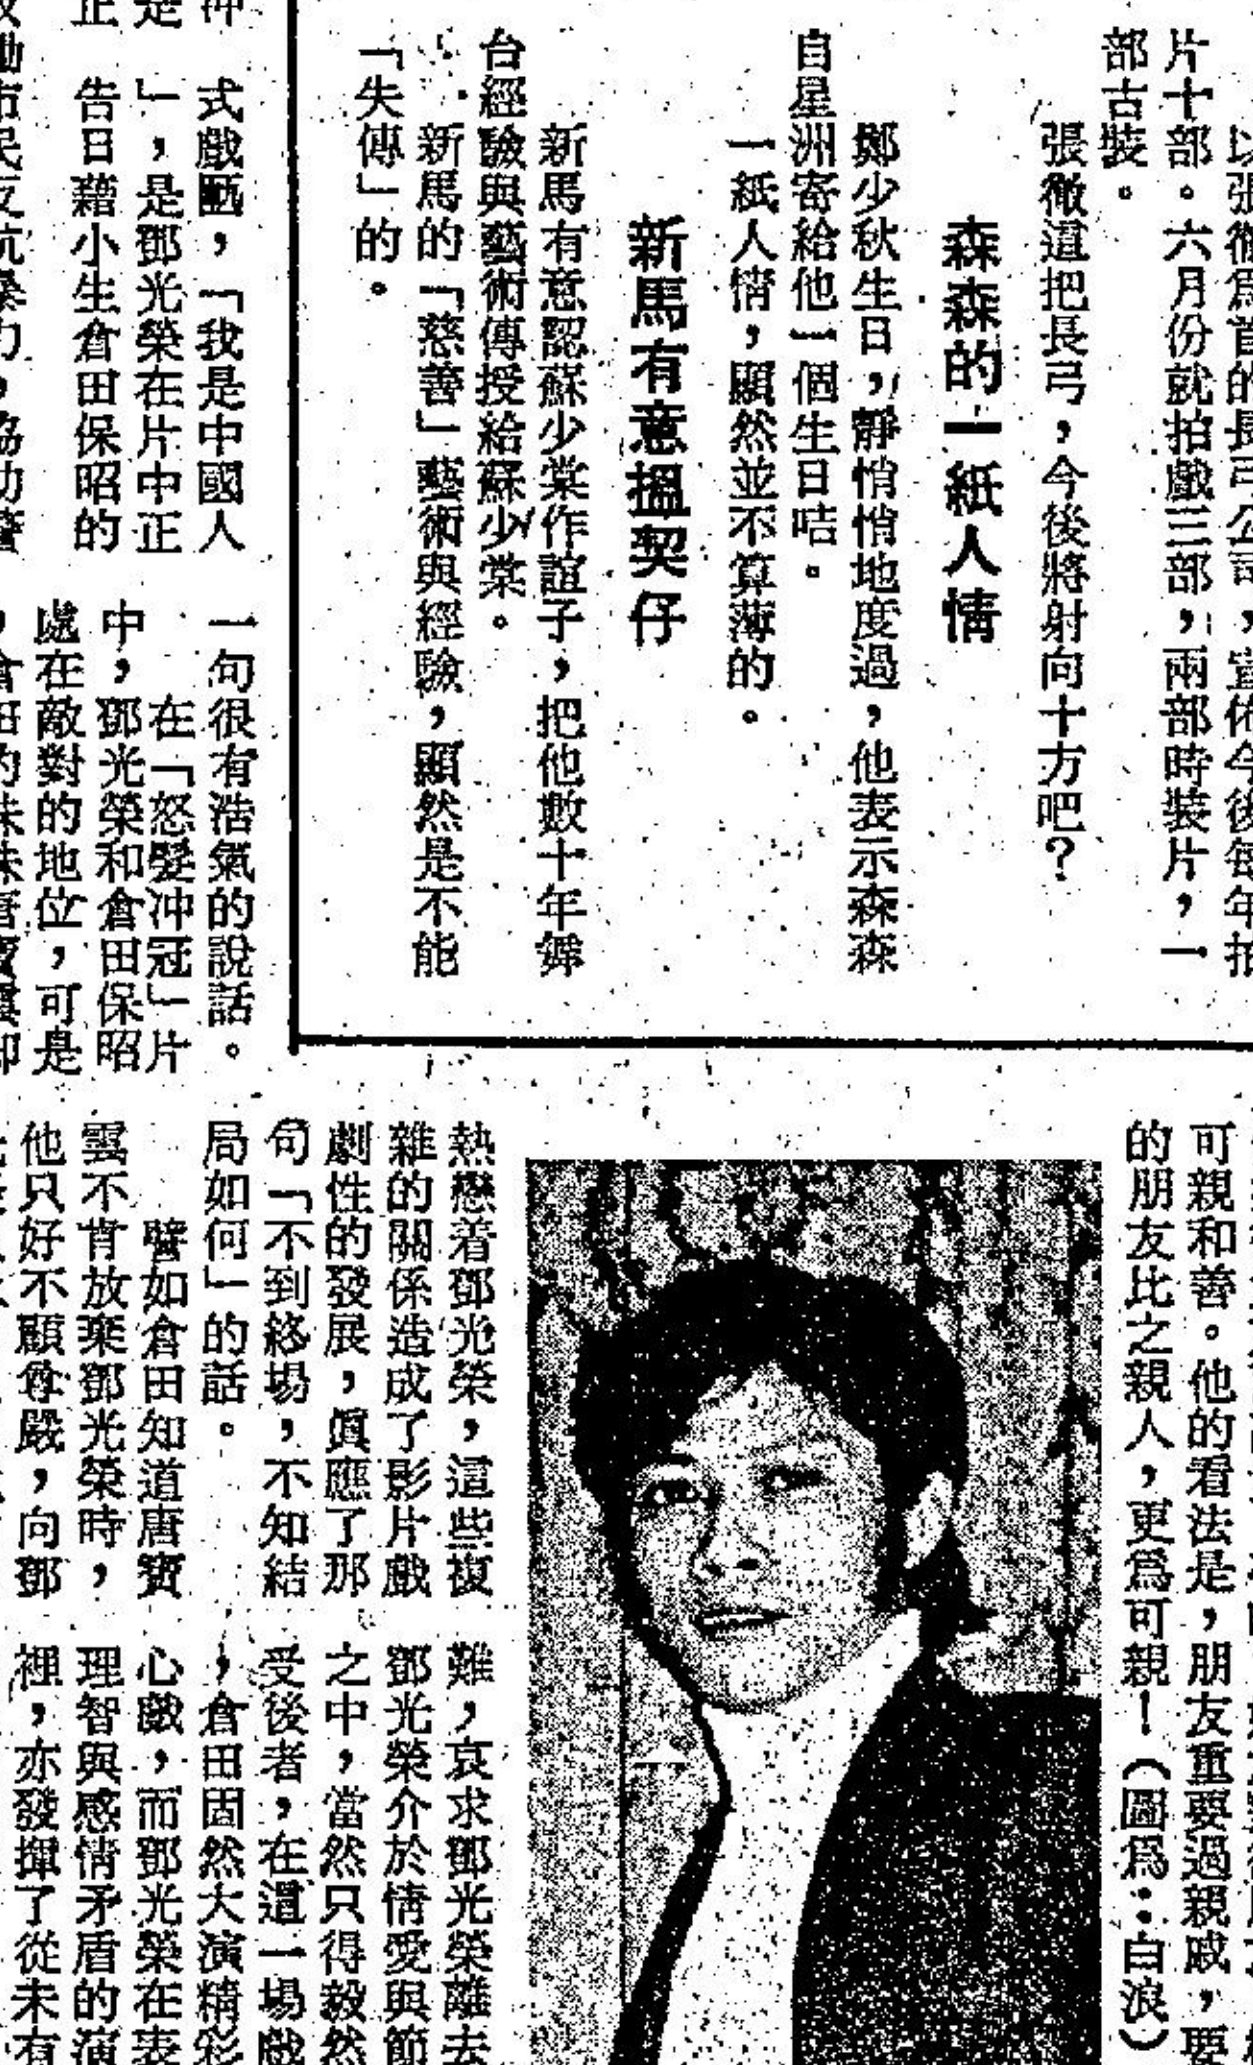 以張徹爲首的長弓公司，宣佈今後每年拍
片十部。六月份就拍戲三部，兩部時裝片，一
部古裝。
張徹這把長弓，今後將射向十方吧？
森森的一紙人情
鄭少秋生日，靜悄悄地度過，他表示森森
自星洲寄給他一個生日咭。
一紙人情，顯然並不算薄的。
新馬有意搵契仔
新馬有意認蘇少棠作誼子，把他數十年舞
台經驗與藝術傳授給蘇少棠。
新馬的「慈善」藝術與經驗，顯然是不能
「失傳」的。
式戲匭，「我是中國人
」，是鄧光榮在片中正
告日藉小生倉田保昭的
一句很有浩氣的說話。
在「怒髮冲冠」片
中，鄧光榮和倉田保昭
處在敵對的地位，可是
可親和善。他的看法是，朋友重要過親戚，要
的朋友比之親人，更爲可親！（圖爲：白浪）
熱戀着鄧光榮，這些複
雜的關係造成了影片戲
劇性的發展，眞應了那
句「不到終場，不知結
局如何」的話。
譬如倉田知道唐寶
雲不肯放棄鄧光榮時，
他只好不顧尊嚴，向鄧
難，哀求鄧光榮離去
鄧光榮介於情愛與節
之中，當然只得毅然
受後者，在這一場戲
，倉田固然大演精彩
心戲，而鄧光榮在表
理智與感情矛盾的演
裡，亦發揮了從未有